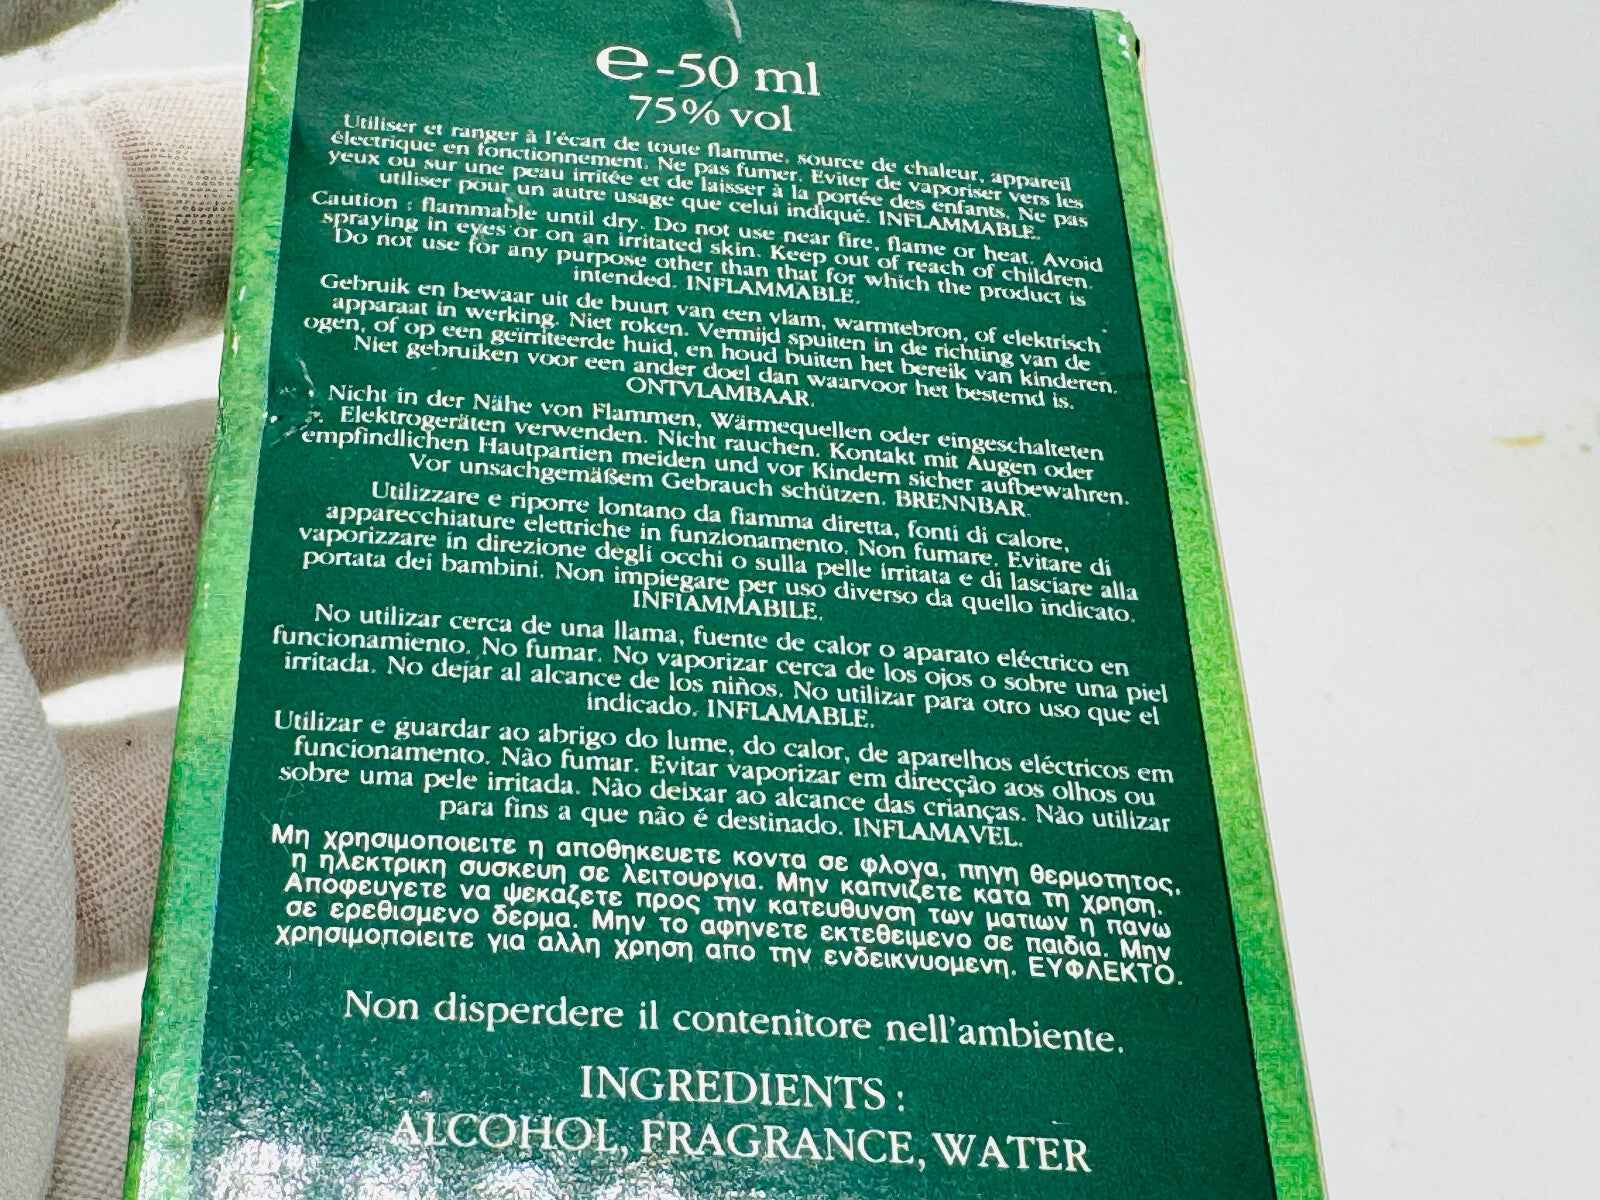 ℮-50 ml
75% vol
Utiliser et ranger à l'écart de toute flamme, source de chaleur, appareil
électrique en fonctionnement. Ne pas fumer. Eviter de vaporiser vers les
yeux ou sur une peau irritée et de laisser à la portée des enfants. Ne pas
utiliser pour un autre usage que celui indiqué. INFLAMMABLE.
Caution : flammable until dry. Do not use near fire, flame or heat. Avoid
spraying in eyes or on an irritated skin. Keep out of reach of children.
Do not use for any purpose other than that for which the product is
intended. INFLAMMABLE.
Gebruik en bewaar uit de buurt van een vlam, warmtebron, of elektrisch
apparaat in werking. Niet roken. Vermijd spuiten in de richting van de
ogen, of op een geïrriteerde huid, en houd buiten het bereik van kinderen.
Niet gebruiken voor een ander doel dan waarvoor het bestemd is.
ONTVLAMBAAR.
Nicht in der Nähe von Flammen, Wärmequellen oder eingeschalteten
Elektrogeräten verwenden. Nicht rauchen. Kontakt mit Augen oder
empfindlichen Hautpartien meiden und vor Kindern sicher aufbewahren.
Vor unsachgemäßem Gebrauch schützen. BRENNBAR.
Utilizzare e riporre lontano da fiamma diretta, fonti di calore,
apparecchiature elettriche in funzionamento. Non fumare. Evitare di
vaporizzare in direzione degli occhi o sulla pelle irritata e di lasciare alla
portata dei bambini. Non impiegare per uso diverso da quello indicato.
INFIAMMABILE.
No utilizar cerca de una llama, fuente de calor o aparato eléctrico en
funcionamiento. No fumar. No vaporizar cerca de los ojos o sobre una piel
irritada. No dejar al alcance de los niños. No utilizar para otro uso que el
indicado. INFLAMABLE.
Utilizar e guardar ao abrigo do lume, do calor, de aparelhos eléctricos em
funcionamento. Não fumar. Evitar vaporizar em direcção aos olhos ou
sobre uma pele irritada. Não deixar ao alcance das crianças. Não utilizar
para fins a que não é destinado. INFLAMAVEL.
Μη χρησιμοποιειτε η αποθηκευετε κοντα σε φλογα, πηγη θερμοτητος,
η ηλεκτρικη συσκευη σε λειτουργια. Μην καπνιζετε κατα τη χρηση.
Αποφευγετε να ψεκαζετε προς την κατευθυνση των ματιων η πανω
σε ερεθισμενο δερμα. Μην το αφηνετε εκτεθειμενο σε παιδια. Μην
χρησιμοποιειτε για αλλη χρηση απο την ενδεικνυομενη. ΕΥΦΛΕΚΤΟ.
Non disperdere il contenitore nell'ambiente.
INGREDIENTS :
ALCOHOL, FRAGRANCE, WATER